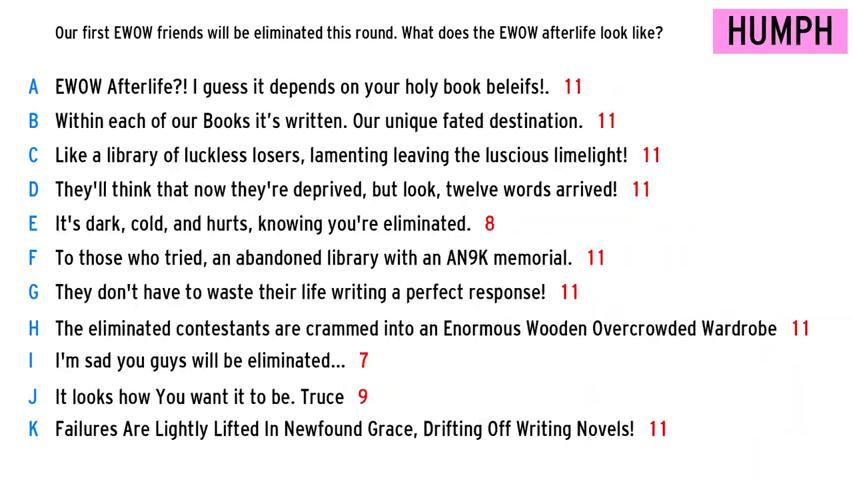 Our first EWOW friends will be eliminated this round. What does the EWOW afterlife look like?
HUMPH
A EWOW Afterlife?! I guess it depends on your holy book beleifs!. 11
B Within each of our Books it's written. Our unique fated destination. 11
C Like a library of luckless losers, lamenting leaving the luscious limelight! 11
D They'll think that now they're deprived, but look, twelve words arrived! 11
E It's dark, cold, and hurts, knowing you're eliminated. 8
F To those who tried, an abandoned library with an AN9K memorial. 11
G They don't have to waste their life writing a perfect response! 11
H The eliminated contestants are crammed into an Enormous Wooden Overcrowded Wardrobe 11
I I'm sad you guys will be eliminated... 7
J It looks how You want it to be. Truce 9
K Failures Are Lightly Lifted In Newfound Grace, Drifting Off Writing Novels! 11